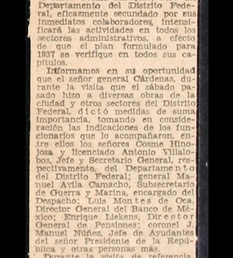 Departamento del Distrito Fede-
ral, eficazmente secundado por sus
inmediatos colaboradores, intensifi-
cará las actividades en todos los
sectores administrativos, a efecto
de que el plan formulado para
1937 se verifique en todos sus ca-
pítulos.
Informamos en su oportunidad
que el señor general Cárdenas, du-
rante la visita que el sábado pa-
sado hizo a diversas obras de la
ciudad y otros sectores del Distrito
Federal, dictó medidas de suma
importancia, tomando en conside-
ración las indicaciones de los fun-
cionarios que lo acompañaron, en-
tre ellos los señores Cosme Hino-
josa y licenciado Antonio Villalo-
bos, Jefe y Secretario General, res-
pectivamente, del Departamento
del Distrito Federal; general Ma-
nuel Avila Camacho, Subsecretario
de Guerra y Marina, encargado del
Despacho; Luis Montes de Oca,
Director General del Banco de Mé-
xico; Enrique Liekens, Director
General de Pensiones; coronel J.
Manuel Núñez, Jefe de Ayudantes
del señor Presidente de la Repú-
blica y otras personas más.
Durante la visita de referencia